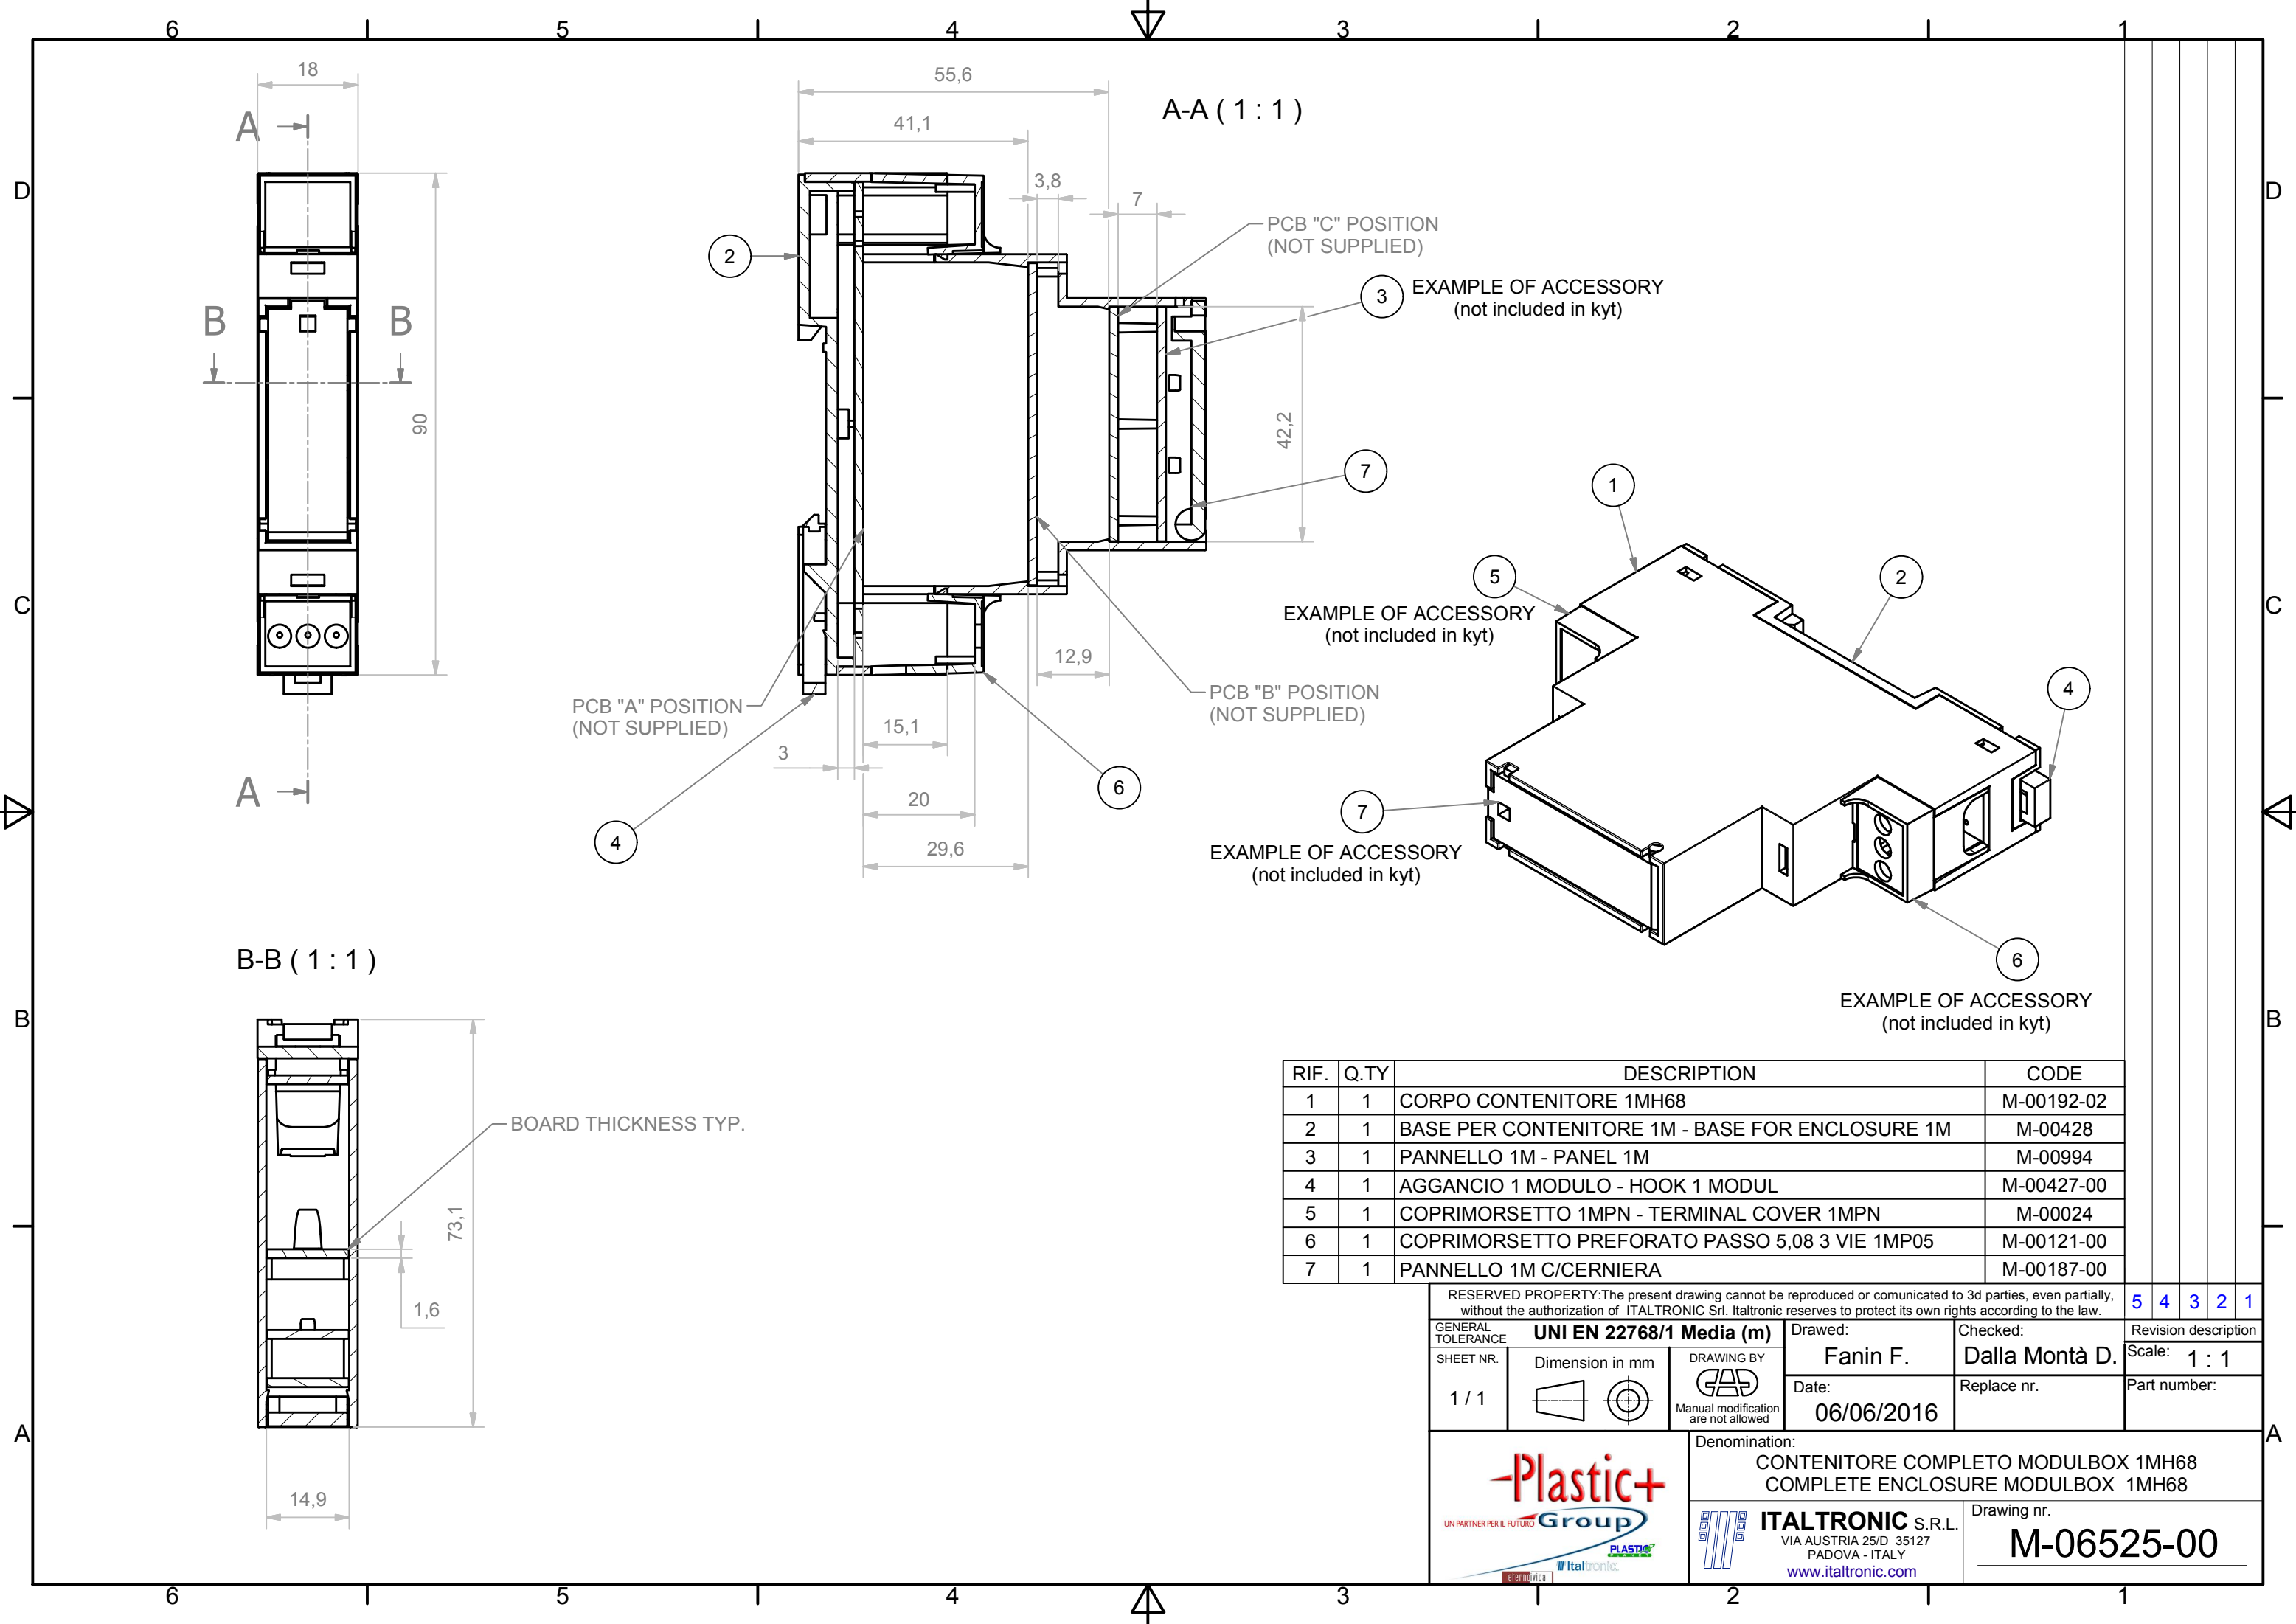 6 5 4 3 2 1
D D
C C
B B
A A
18
A
B B
90
A
55,6
A-A ( 1 : 1 )
41,1
3,8
7
PCB "C" POSITION
(NOT SUPPLIED)
2
3
EXAMPLE OF ACCESSORY
(not included in kyt)
42,2
7
12,9
PCB "A" POSITION
(NOT SUPPLIED)
PCB "B" POSITION
(NOT SUPPLIED)
15,1
3
20
6
29,6
4
1
5
EXAMPLE OF ACCESSORY
(not included in kyt)
2
4
7
EXAMPLE OF ACCESSORY
(not included in kyt)
6
EXAMPLE OF ACCESSORY
(not included in kyt)
B-B ( 1 : 1 )
BOARD THICKNESS TYP.
73,1
1,6
14,9
RIF. Q.TY DESCRIPTION CODE
1 1 CORPO CONTENITORE 1MH68 M-00192-02
2 1 BASE PER CONTENITORE 1M - BASE FOR ENCLOSURE 1M M-00428
3 1 PANNELLO 1M - PANEL 1M M-00994
4 1 AGGANCIO 1 MODULO - HOOK 1 MODUL M-00427-00
5 1 COPRIMORSETTO 1MPN - TERMINAL COVER 1MPN M-00024
6 1 COPRIMORSETTO PREFORATO PASSO 5,08 3 VIE 1MP05 M-00121-00
7 1 PANNELLO 1M C/CERNIERA M-00187-00
RESERVED PROPERTY:The present drawing cannot be reproduced or comunicated to 3d parties, even partially,
without the authorization of ITALTRONIC Srl. Italtronic reserves to protect its own rights according to the law.
5 4 3 2 1
GENERAL
TOLERANCE
UNI EN 22768/1 Media (m)
Drawed:
Fanin F.
Checked:
Dalla Montà D.
Revision description
Scale: 1 : 1
SHEET NR.
1 / 1
Dimension in mm
DRAWING BY
CAD
Manual modification
are not allowed
Date:
06/06/2016
Replace nr.
Part number:
Denomination:
CONTENITORE COMPLETO MODULBOX 1MH68
COMPLETE ENCLOSURE MODULBOX 1MH68
Plastic+
UN PARTNER PER IL FUTURO Group
PLASTIC
PLANET
Italtronic
eternoivica
ITALTRONIC S.R.L.
VIA AUSTRIA 25/D 35127
PADOVA - ITALY
www.italtronic.com
Drawing nr.
M-06525-00
6 5 4 3 2 1